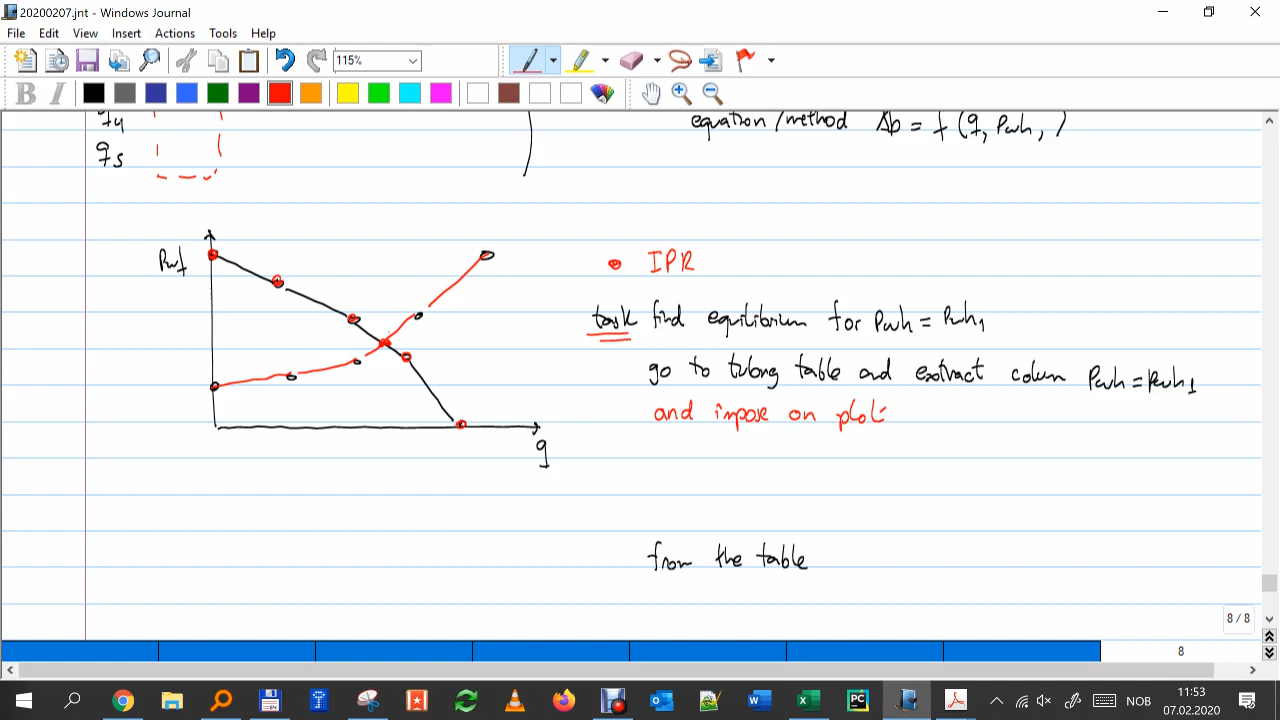 20200207.jnt - Windows Journal
File Edit View Insert Actions Tools Help
115%
B I
q4
q5
equation/method Δp = f (q, Pwh, )
Pwf
IPR
task find equilibrium for Pwh = Pwh1
go to tubing table and extract column Pwh = Pwh1
and impose on plot
q
from the table
8 / 8
8
NOB
11:53
07.02.2020